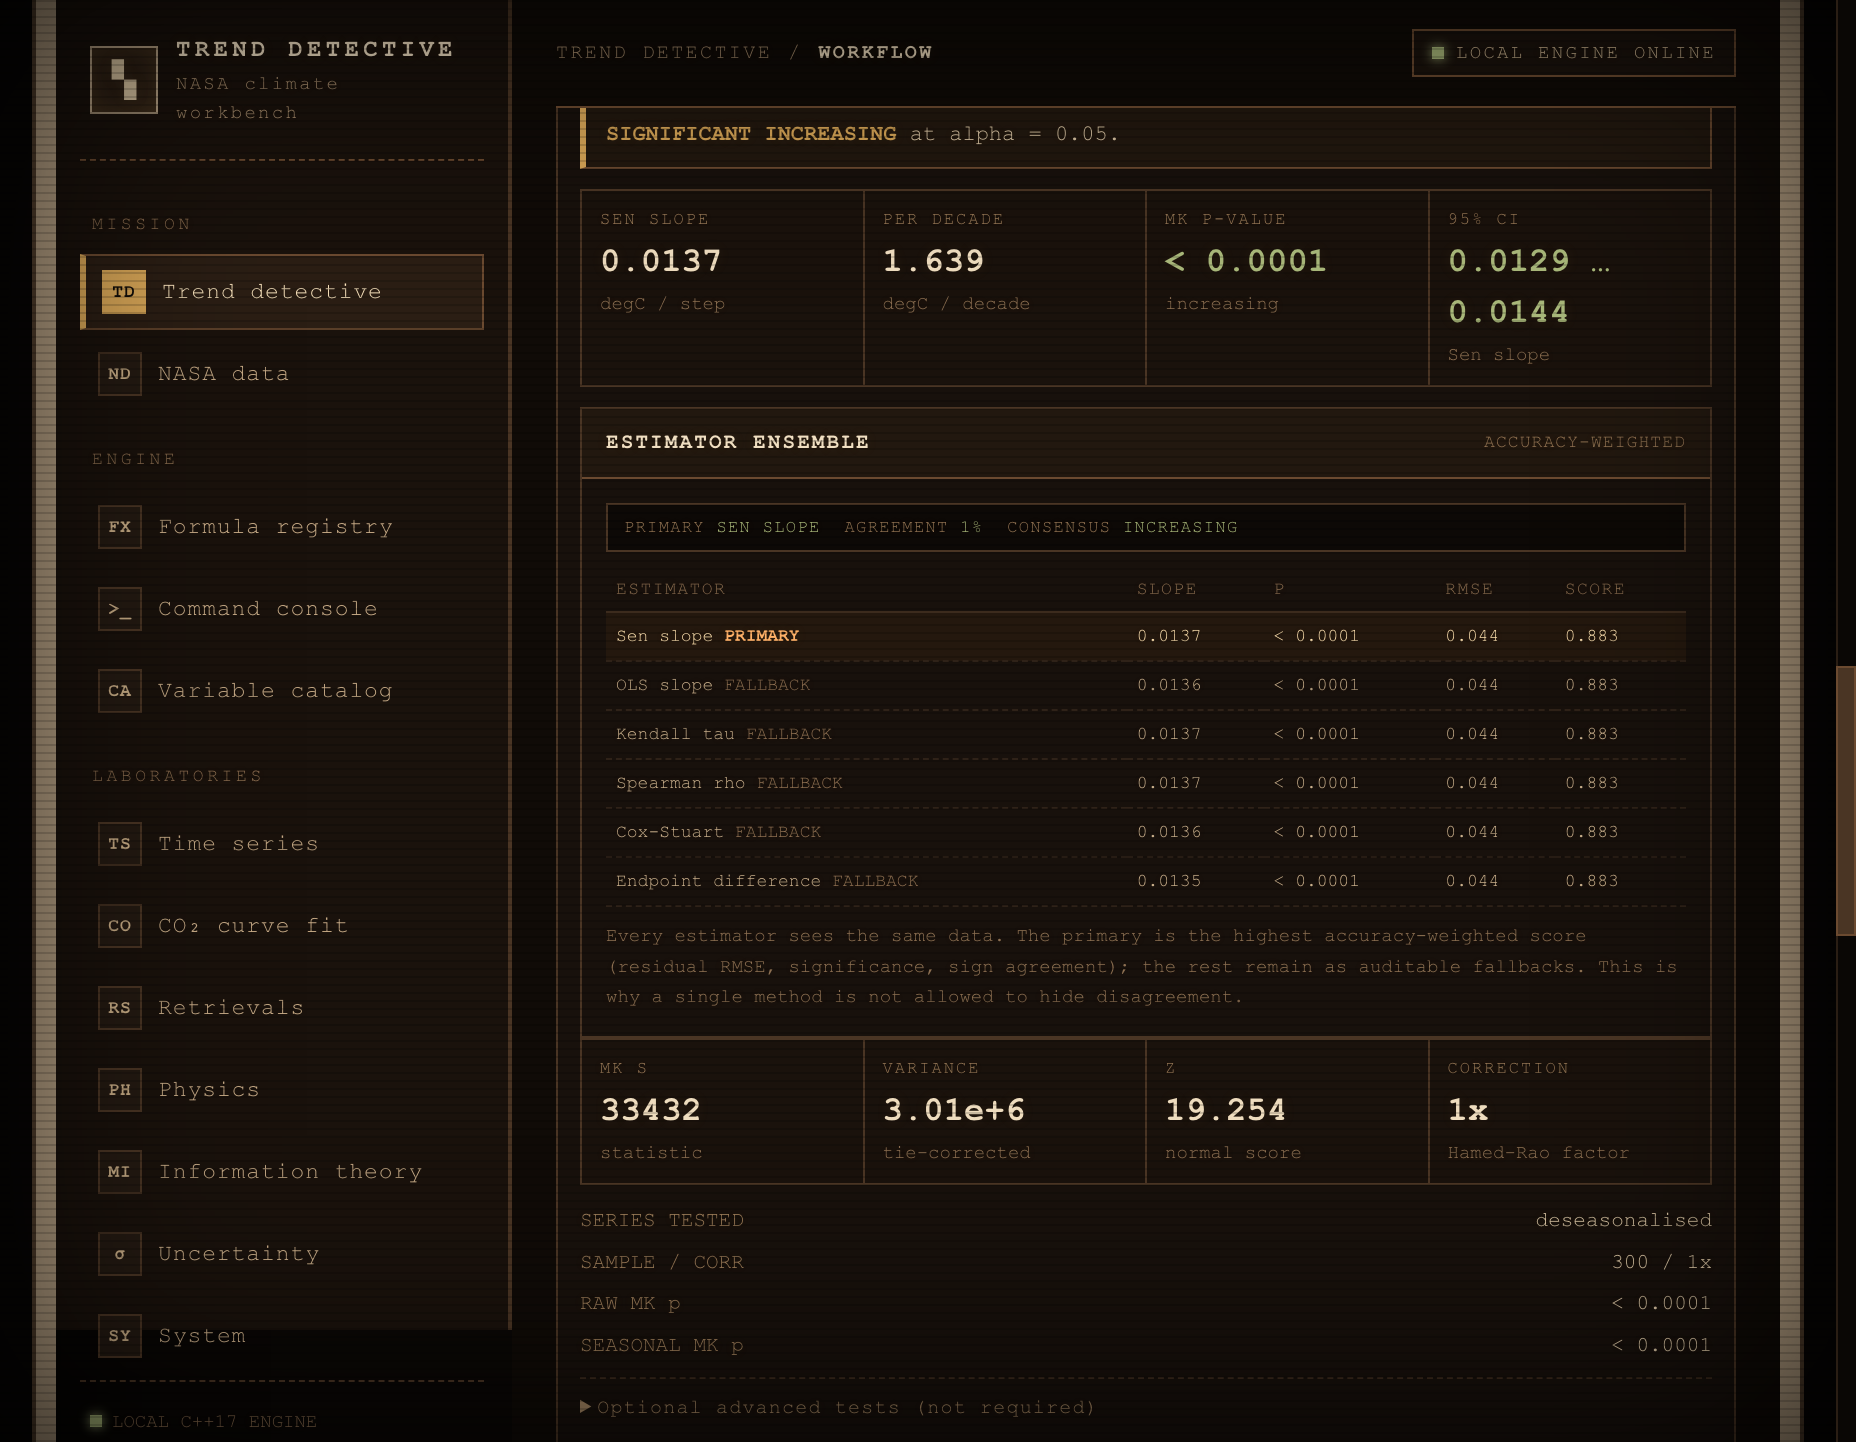 TREND DETECTIVE
NASA climate
workbench
MISSION
TD Trend detective
ND NASA data
ENGINE
FX Formula registry
>_ Command console
CA Variable catalog
LABORATORIES
TS Time series
CO CO₂ curve fit
RS Retrievals
PH Physics
MI Information theory
σ Uncertainty
SY System
LOCAL C++17 ENGINE
TREND DETECTIVE / WORKFLOW
LOCAL ENGINE ONLINE
SIGNIFICANT INCREASING at alpha = 0.05.
SEN SLOPE
0.0137
degC / step
PER DECADE
1.639
degC / decade
MK P-VALUE
< 0.0001
increasing
95% CI
0.0129 …
0.0144
Sen slope
ESTIMATOR ENSEMBLE
ACCURACY-WEIGHTED
PRIMARY SEN SLOPE AGREEMENT 1% CONSENSUS INCREASING
ESTIMATOR SLOPE P RMSE SCORE
Sen slope PRIMARY 0.0137 < 0.0001 0.044 0.883
OLS slope FALLBACK 0.0136 < 0.0001 0.044 0.883
Kendall tau FALLBACK 0.0137 < 0.0001 0.044 0.883
Spearman rho FALLBACK 0.0137 < 0.0001 0.044 0.883
Cox-Stuart FALLBACK 0.0136 < 0.0001 0.044 0.883
Endpoint difference FALLBACK 0.0135 < 0.0001 0.044 0.883
Every estimator sees the same data. The primary is the highest accuracy-weighted score
(residual RMSE, significance, sign agreement); the rest remain as auditable fallbacks. This is
why a single method is not allowed to hide disagreement.
MK S
33432
statistic
VARIANCE
3.01e+6
tie-corrected
Z
19.254
normal score
CORRECTION
1x
Hamed-Rao factor
SERIES TESTED deseasonalised
SAMPLE / CORR 300 / 1x
RAW MK p < 0.0001
SEASONAL MK p < 0.0001
▶ Optional advanced tests (not required)